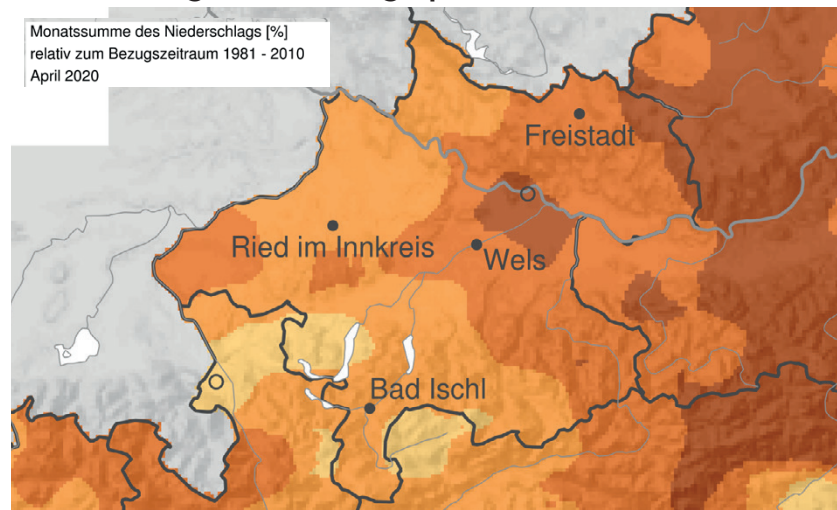 Monatssumme des Niederschlags [%]
relativ zum Bezugszeitraum 1981 - 2010
April 2020
Freistadt
Ried im Innkreis
Wels
Bad Ischl